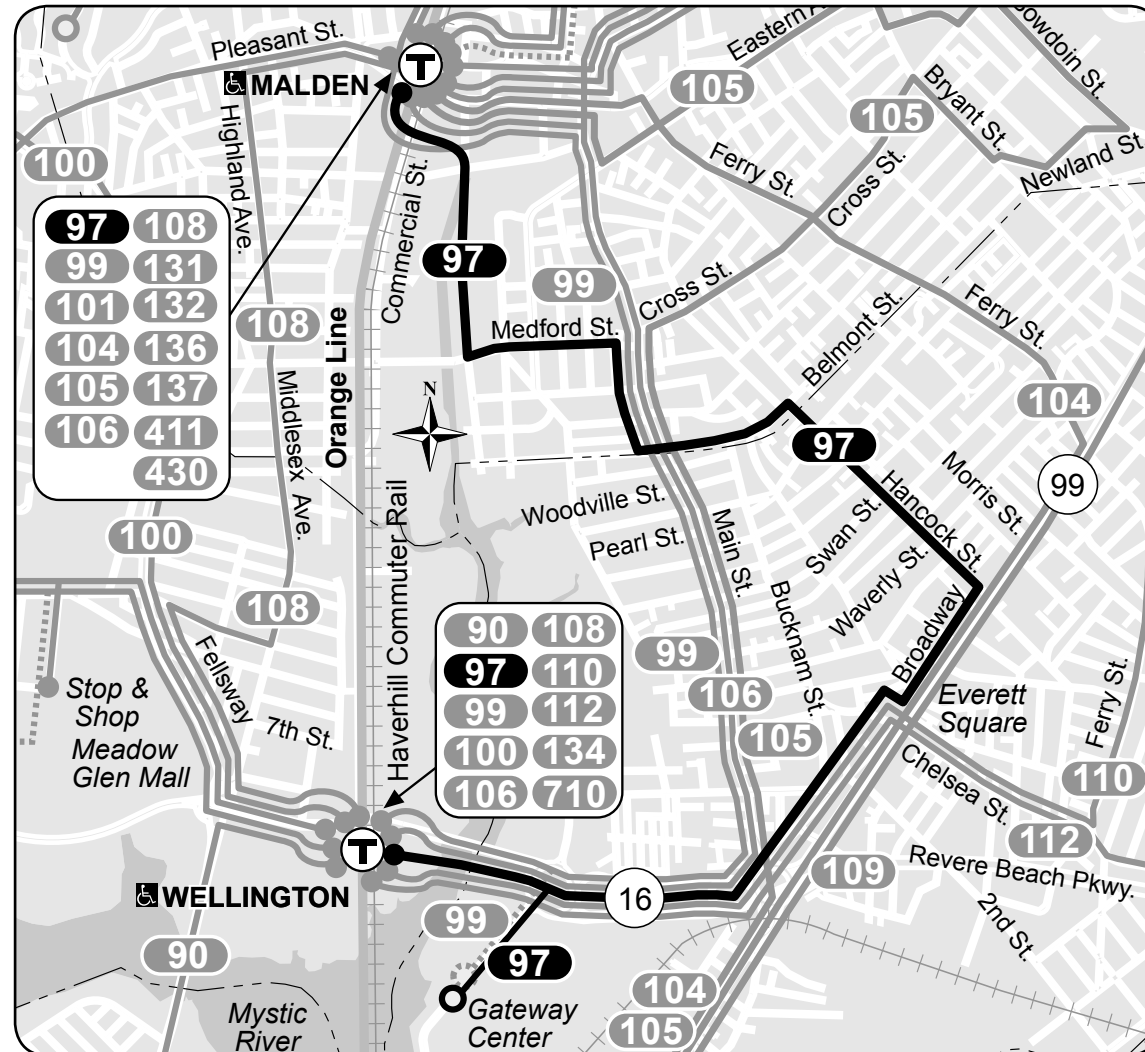 Pleasant St.
T
MALDEN
Eastern
Bowdoin St.
105
Bryant St.
105
Newland St
100
Highland Ave.
Commercial St.
Ferry St.
Cross St.
97 108
99 131
101 132
104 136
105 137
106 411
430
97
99
Cross St.
108
Medford St.
Belmont St.
Ferry St.
Orange Line
Middlesex Ave.
N
104
97
99
Hancock St.
Morris St.
Woodville St.
Pearl St.
Main St.
Swan St.
Waverly St.
Bucknam St.
100
Haverhill Commuter Rail
108
90 108
97 110
99 112
100 134
106 710
99
106
105
Broadway
Everett
Square
Ferry St.
Fellsway
Stop &
Shop
Meadow
Glen Mall
7th St.
110
Chelsea St.
112
T
109
Revere Beach Pkwy.
WELLINGTON
16
2nd St.
99
90
97
104
105
Mystic
River
Gateway
Center